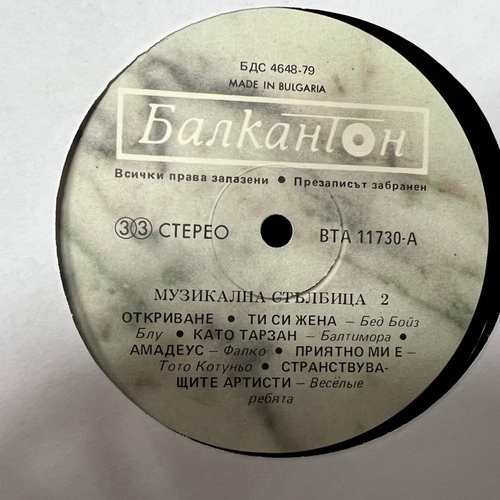 БДС 4648-79
MADE IN BULGARIA
БалканТон
Всички права запазени • Презаписът забранен
33 СТЕРЕО
ВТА 11730-А
МУЗИКАЛНА СТЪЛБИЦА 2
ОТКРИВАНЕ • ТИ СИ ЖЕНА – Бед Бойз
Блу • КАТО ТАРЗАН – Балтимора •
АМАДЕУС – Фалко • ПРИЯТНО МИ Е –
Тото Котуньо • СТРАНСТВУВА-
ЩИТЕ АРТИСТИ – Весёлые
ребята